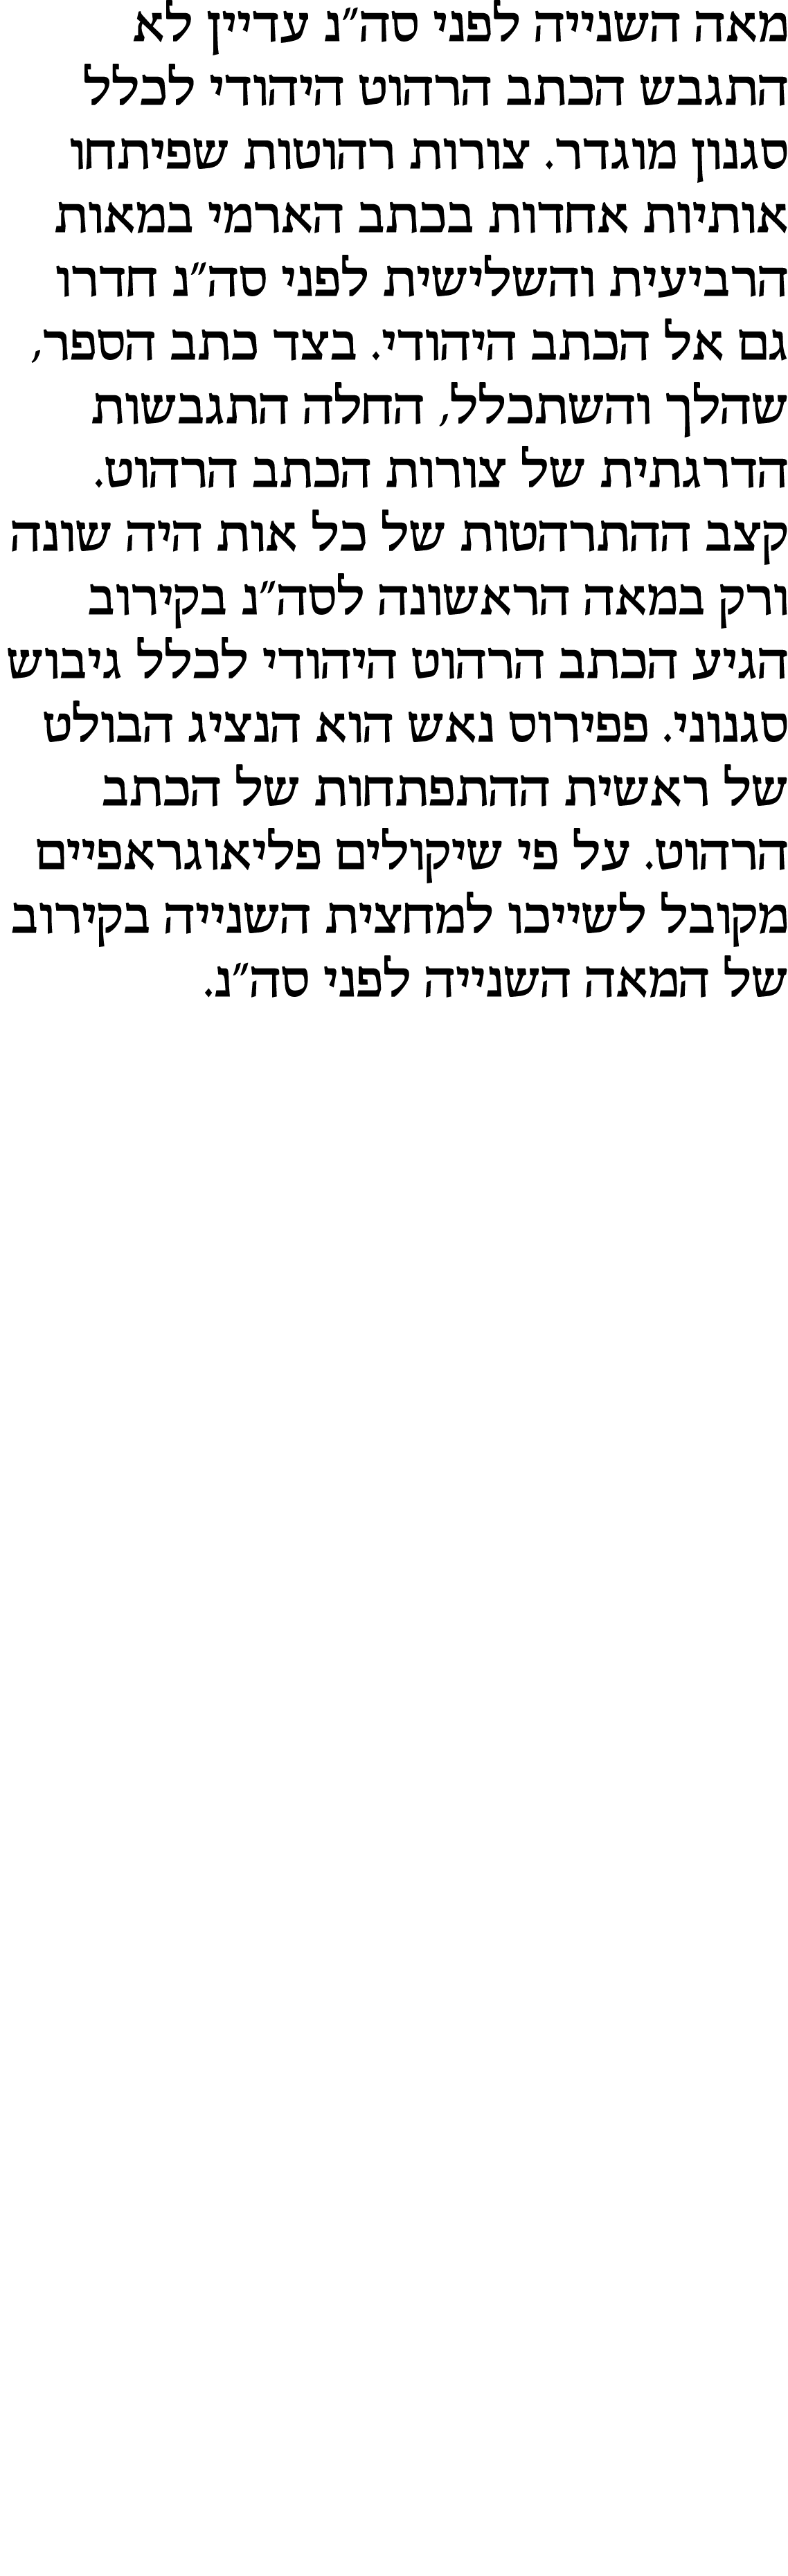 מאה השנייה לפני סה״נ עדיין לא
התגבש הכתב הרהוט היהודי לכלל
סגנון מוגדר. צורות רהוטות שפיתחו
אותיות אחדות בכתב הארמי במאות
הרביעית והשלישית לפני סה״נ חדרו
גם אל הכתב היהודי. בצד כתב הספר,
שהלך והשתכלל, החלה התגבשות
הדרגתית של צורות הכתב הרהוט.
קצב ההתרהטות של כל אות היה שונה
ורק במאה הראשונה לסה״נ בקירוב
הגיע הכתב הרהוט היהודי לכלל גיבוש
סגנוני. פפירוס נאש הוא הנציג הבולט
של ראשית ההתפתחות של הכתב
הרהוט. על פי שיקולים פליאוגראפיים
מקובל לשייכו למחצית השנייה בקירוב
של המאה השנייה לפני סה״נ.